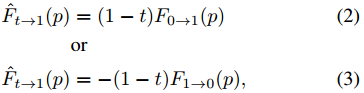 F̂_{t→1}(p) = (1 − t)F_{0→1}(p) (2)
or
F̂_{t→1}(p) = −(1 − t)F_{1→0}(p), (3)